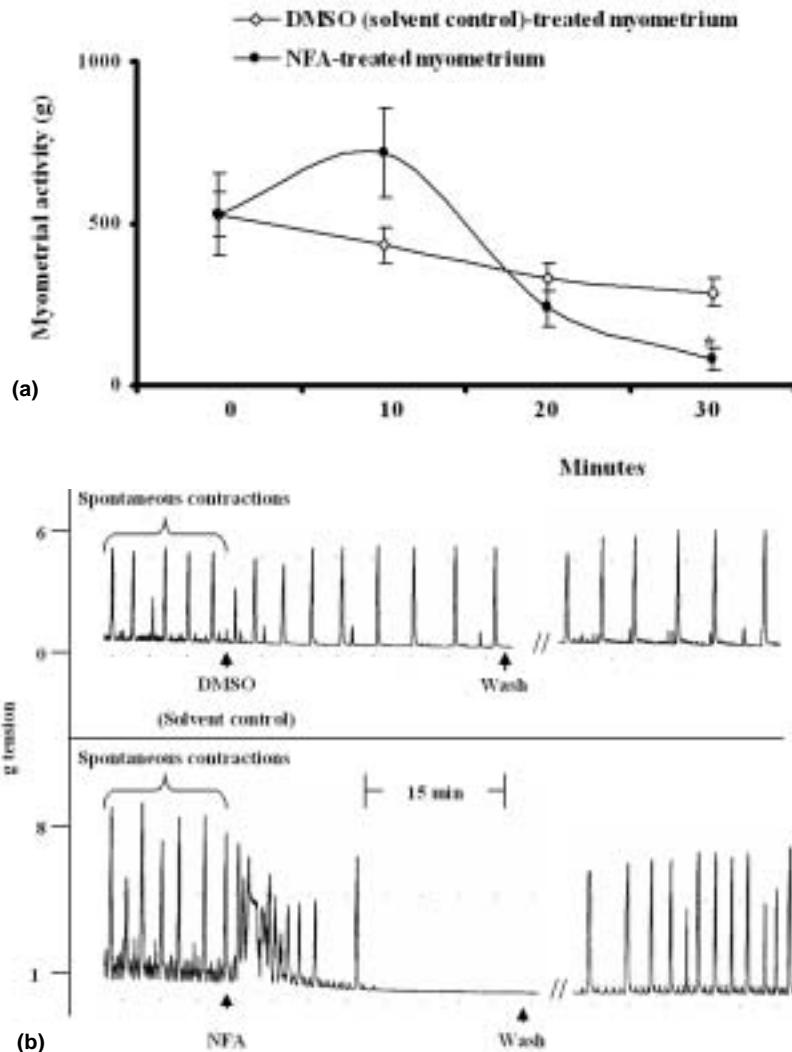 DMSO (solvent control)-treated myometrium
NFA-treated myometrium
1000
500
0
Myometrial activity (g)
*
(a)
0 10 20 30
Minutes
Spontaneous contractions
6
0
DMSO
(Solvent control)
Wash
//
g tension
Spontaneous contractions
15 min
8
1
//
NFA
Wash
(b)